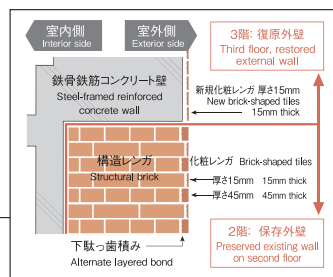 室内側
Interior side
室外側
Exterior side
3階: 復原外壁
Third floor, restored
external wall
鉄骨鉄筋コンクリート壁
Steel-framed reinforced
concrete wall
新規化粧レンガ 厚さ15mm
New brick-shaped tiles
15mm thick
構造レンガ
Structural brick
化粧レンガ Brick-shaped tiles
厚さ15mm 15mm thick
厚さ45mm 45mm thick
下駄っ歯積み
Alternate layered bond
2階: 保存外壁
Preserved existing wall
on second floor